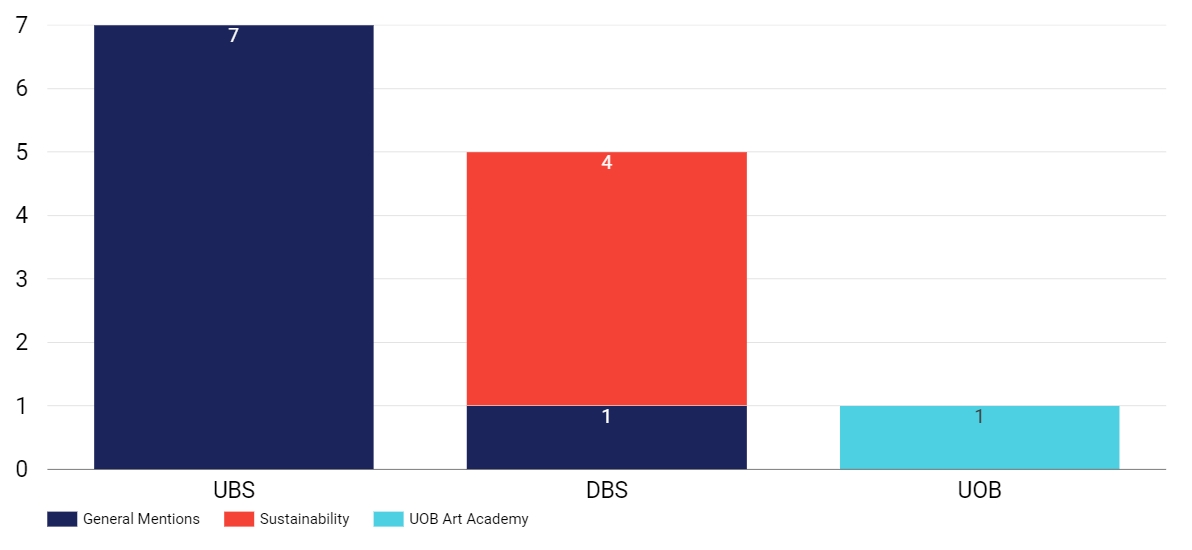 7
7
6
5
4
4
3
2
1
1
1
0
UBS
DBS
UOB
General Mentions
Sustainability
UOB Art Academy